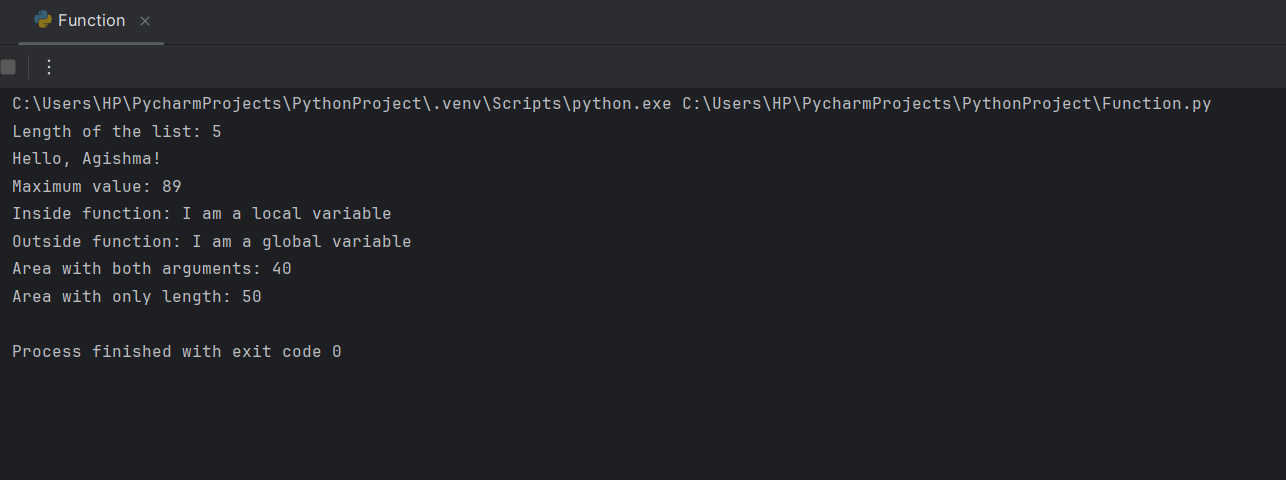 Function
C:\Users\HP\PycharmProjects\PythonProject\.venv\Scripts\python.exe C:\Users\HP\PycharmProjects\PythonProject\Function.py
Length of the list: 5
Hello, Agishma!
Maximum value: 89
Inside function: I am a local variable
Outside function: I am a global variable
Area with both arguments: 40
Area with only length: 50
Process finished with exit code 0